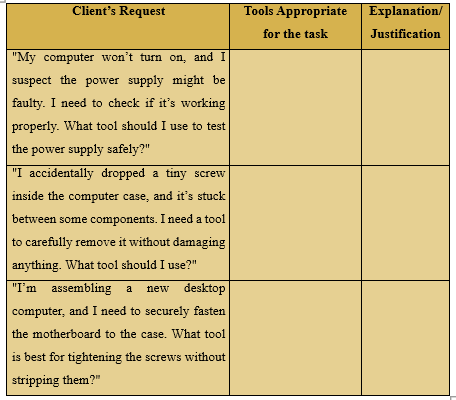 Client’s Request
Tools Appropriate
for the task
Explanation/
Justification
"My computer won’t turn on, and I
suspect the power supply might be
faulty. I need to check if it’s working
properly. What tool should I use to test
the power supply safely?"
"I accidentally dropped a tiny screw
inside the computer case, and it’s stuck
between some components. I need a tool
to carefully remove it without damaging
anything. What tool should I use?"
"I’m assembling a new desktop
computer, and I need to securely fasten
the motherboard to the case. What tool
is best for tightening the screws without
stripping them?"